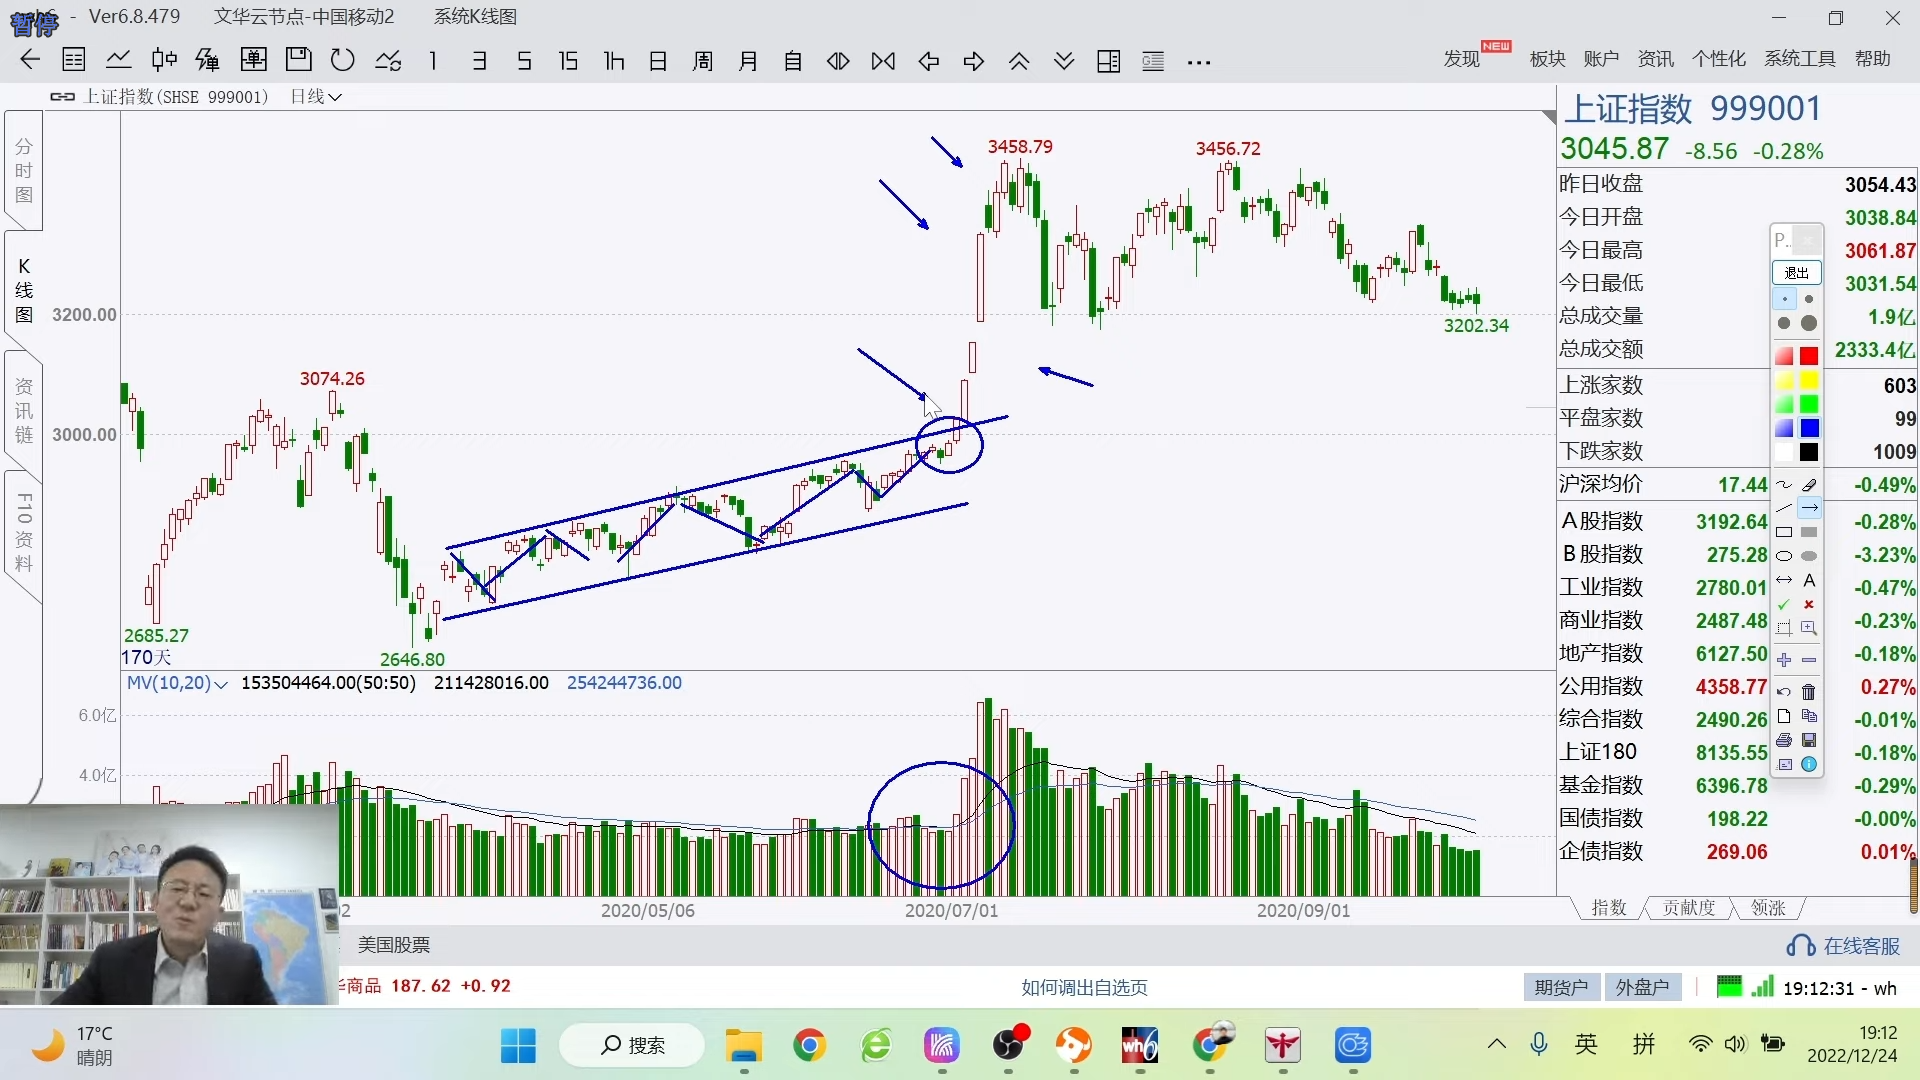 暂停
- Ver6.8.479 文华云节点-中国移动2 系统K线图
1 3 5 15 1h 日 周 月 自
发现 NEW 板块 账户 资讯 个性化 系统工具 帮助
上证指数(SHSE 999001) 日线
上证指数 999001
3045.87 -8.56 -0.28%
昨日收盘 3054.43
今日开盘 3038.84
今日最高 3061.87
今日最低 3031.54
总成交量 1.9亿
总成交额 2333.4亿
上涨家数 603
平盘家数 99
下跌家数 1009
沪深均价 17.44 -0.49%
A股指数 3192.64 -0.28%
B股指数 275.28 -3.23%
工业指数 2780.01 -0.47%
商业指数 2487.48 -0.23%
地产指数 6127.50 -0.18%
公用指数 4358.77 0.27%
综合指数 2490.26 -0.01%
上证180 8135.55 -0.18%
基金指数 6396.78 -0.29%
国债指数 198.22 -0.00%
企债指数 269.06 0.01%
P..
退出
A
分时图
K线图
资讯链
F10资料
3458.79
3456.72
3200.00
3202.34
3074.26
3000.00
2685.27
170天
2646.80
MV(10,20) 153504464.00(50:50) 211428016.00 254244736.00
6.0亿
4.0亿
2020/05/06 2020/07/01 2020/09/01
指数 贡献度 领涨
美国股票
在线客服
商品 187.62 +0.92
如何调出自选页
期货户 外盘户
19:12:31 - wh
17°C
晴朗
搜索
wh6
英 拼
19:12
2022/12/24